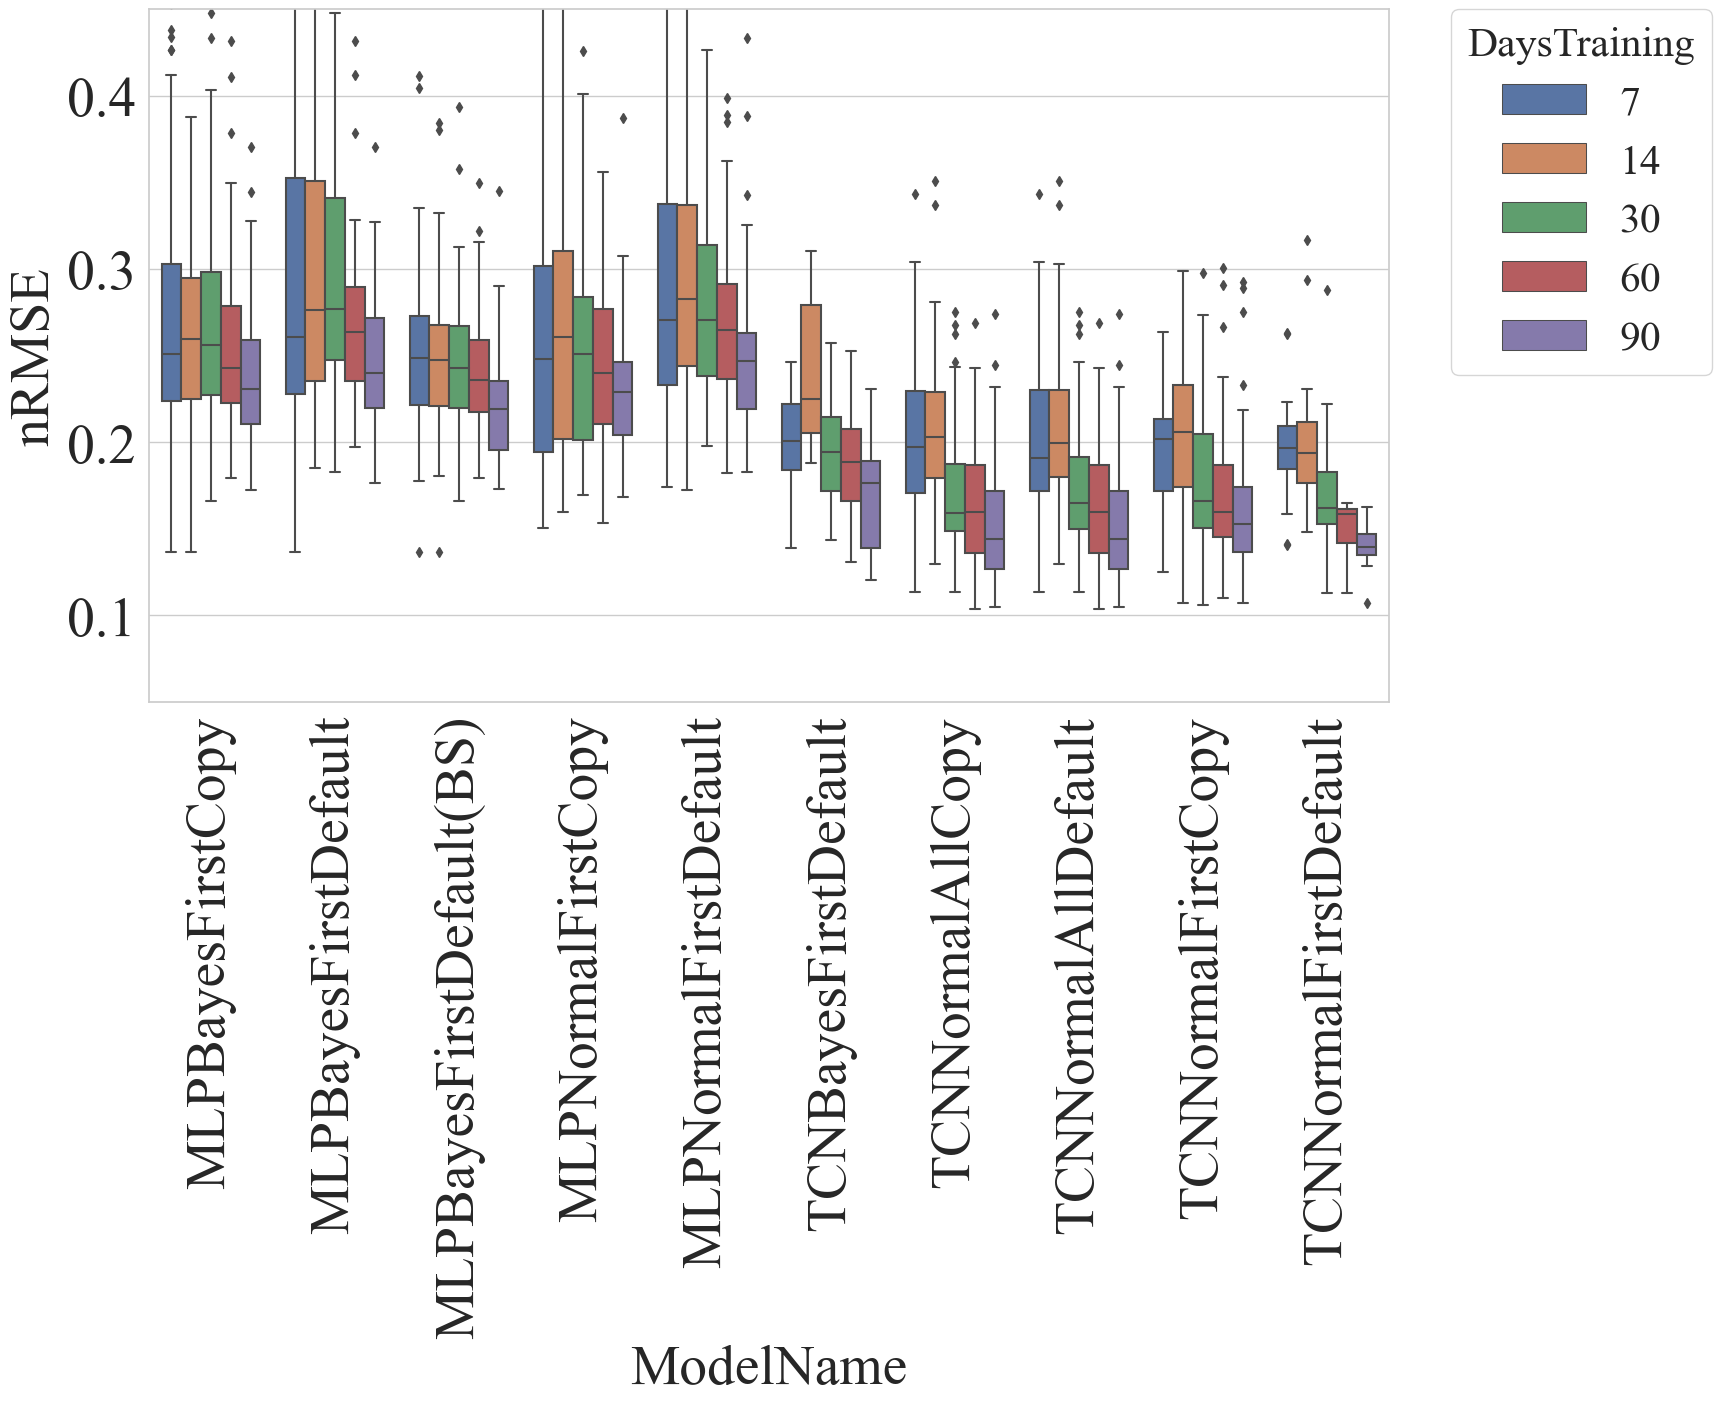 0.4
0.3
0.2
0.1
nRMSE
MLPBayesFirstCopy
MLPBayesFirstDefault
MLPBayesFirstDefault(BS)
MLPNormalFirstCopy
MLPNormalFirstDefault
TCNBayesFirstDefault
TCNNormalAllCopy
TCNNormalAllDefault
TCNNormalFirstCopy
TCNNormalFirstDefault
ModelName
DaysTraining
7
14
30
60
90